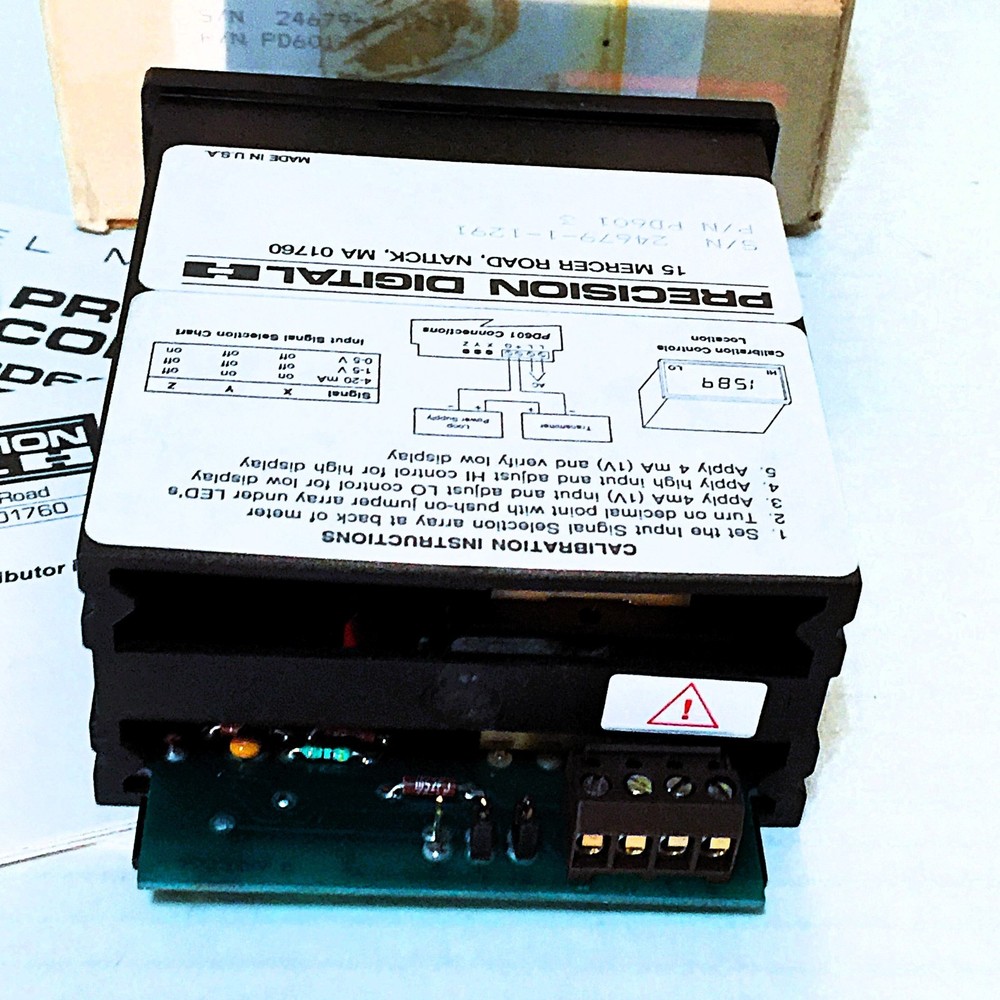 S/N 24679-1-1291
P/N PD601
CALIBRATION INSTRUCTIONS
1. Set the Input Signal Selection array at back of meter
2. Turn on decimal point with push-on jumper under LED's
3. Apply 4mA (1V) input and adjust LO control for low display
4. Apply high input and adjust HI control for high display
5. Apply 4 mA (1V) and verify low display
HI 1589 LO
Calibration Controls
Location
Transmitter
Loop
Power Supply
AC
X Y Z
PD601 Connections
Signal X Y Z
4-20 mA on on off
1-5 V off off off
0-5 V off off on
Input Signal Selection Chart
PRECISION DIGITAL
15 MERCER ROAD, NATICK, MA 01760
S/N 24679-1-1291
P/N PD601 3
MADE IN U.S.A.
Road
01760
!